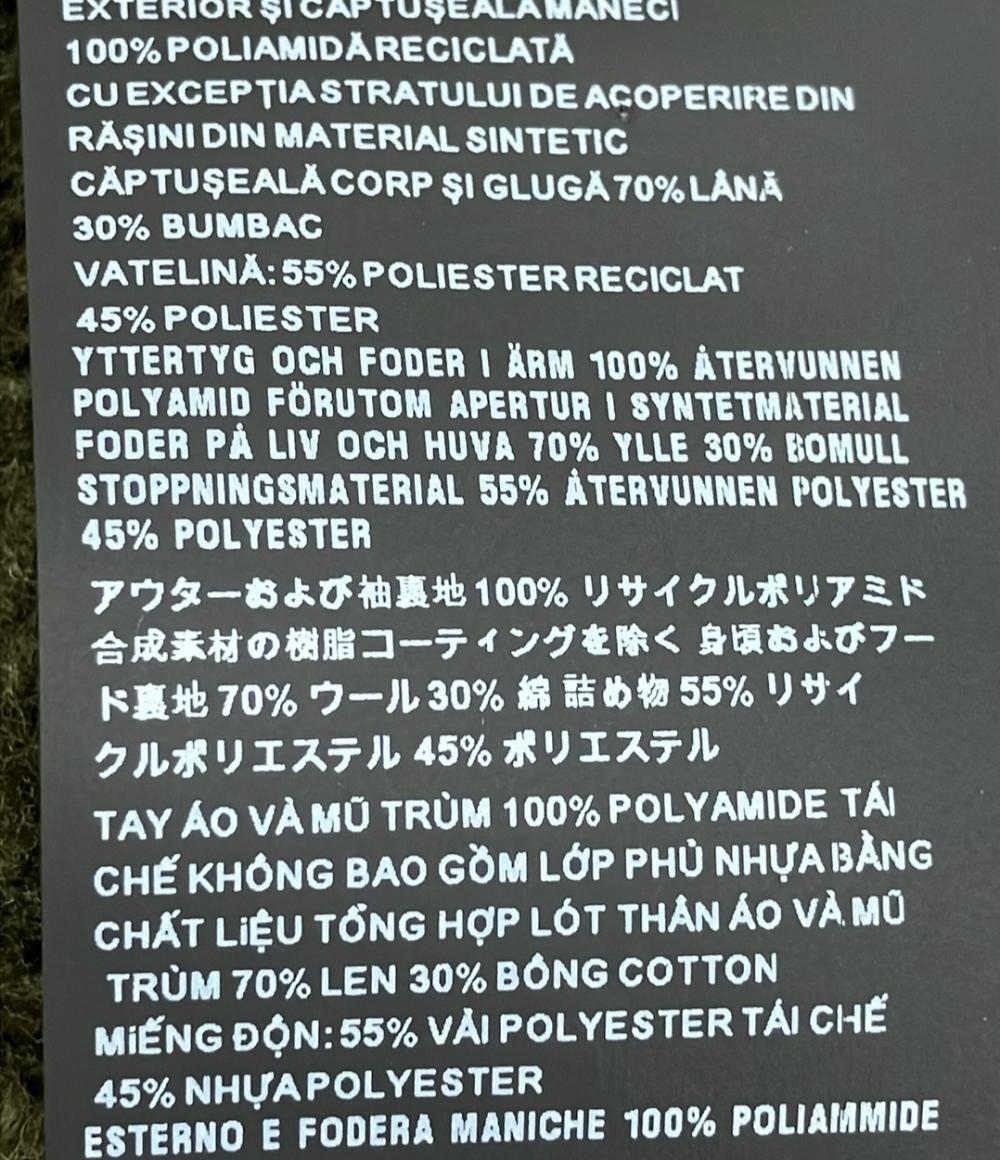 EXTERIOR ȘI CĂPTUȘEALĂ MÂNECI
100% POLIAMIDĂ RECICLATĂ
CU EXCEPȚIA STRATULUI DE ACOPERIRE DIN
RĂȘINI DIN MATERIAL SINTETIC
CĂPTUȘEALĂ CORP ȘI GLUGĂ 70% LÂNĂ
30% BUMBAC
VATELINĂ: 55% POLIESTER RECICLAT
45% POLIESTER
YTTERTYG OCH FODER I ÄRM 100% ÅTERVUNNEN
POLYAMID FÖRUTOM APERTUR I SYNTETMATERIAL
FODER PÅ LIV OCH HUVA 70% YLLE 30% BOMULL
STOPPNINGSMATERIAL 55% ÅTERVUNNEN POLYESTER
45% POLYESTER
アウターおよび袖裏地 100% リサイクルポリアミド
合成素材の樹脂コーティングを除く 身頃およびフー
ド裏地 70% ウール 30% 綿 詰め物 55% リサイ
クルポリエステル 45% ポリエステル
TAY ÁO VÀ MŨ TRÙM 100% POLYAMIDE TÁI
CHẾ KHÔNG BAO GỒM LỚP PHỦ NHỰA BẰNG
CHẤT LiỆU TỔNG HỢP LÓT THÂN ÁO VÀ MŨ
TRÙM 70% LEN 30% BÔNG COTTON
MiẾNG ĐỘN: 55% VẢI POLYESTER TÁI CHẾ
45% NHỰA POLYESTER
ESTERNO E FODERA MANICHE 100% POLIAMMIDE